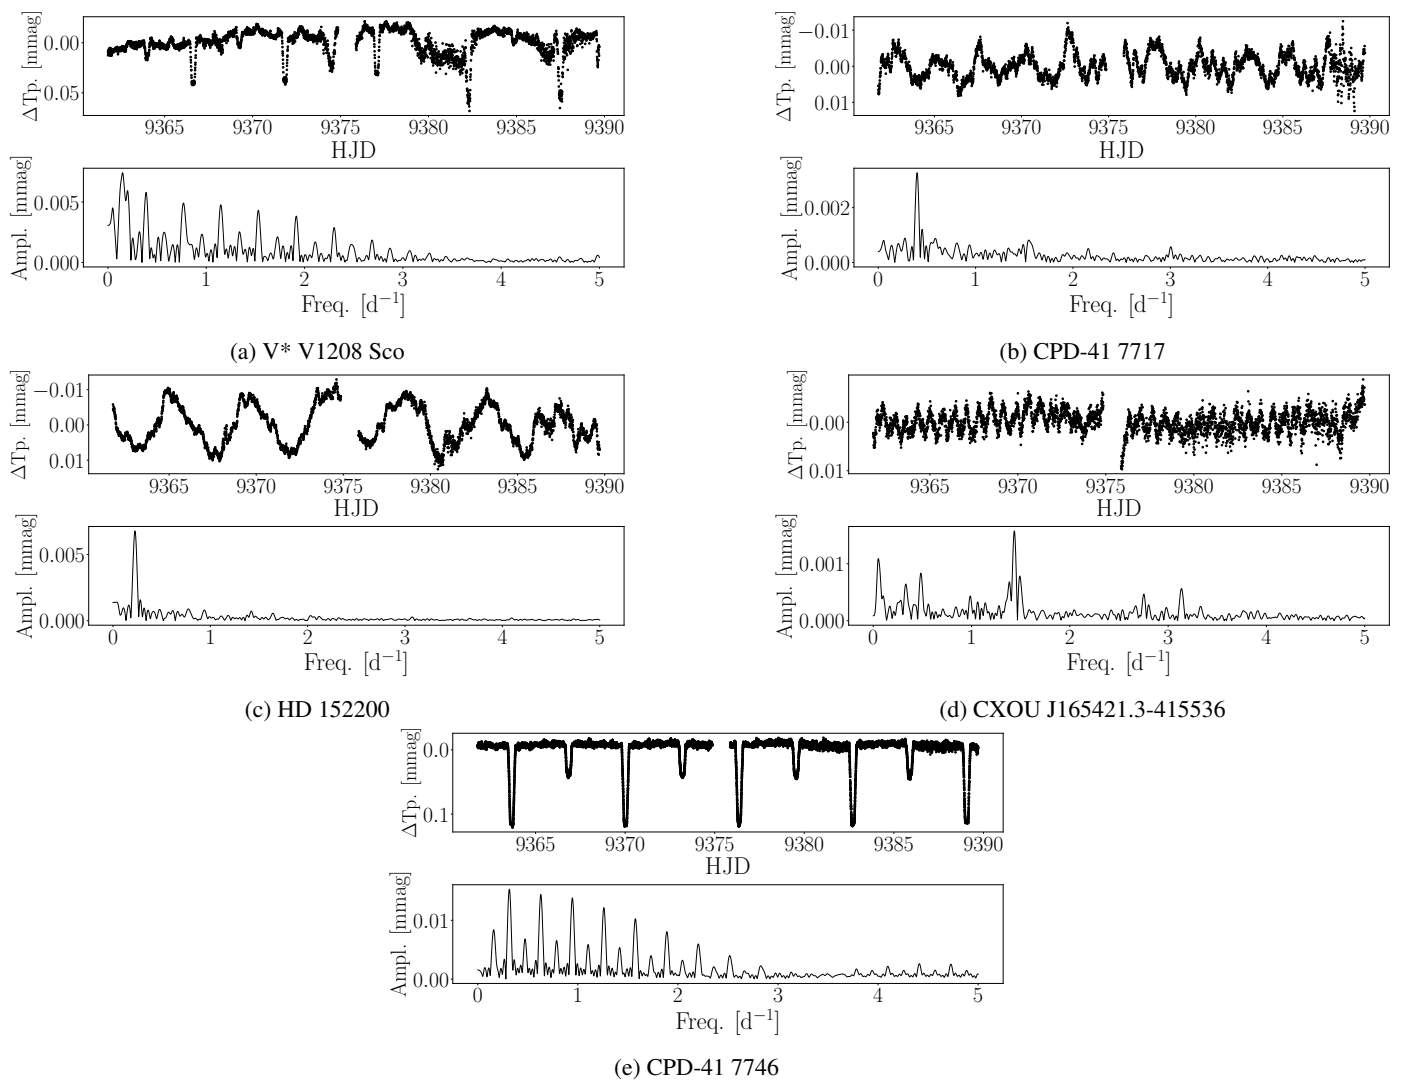 ΔTp. [mmag]
0.00
0.05
9365 9370 9375 9380 9385 9390
HJD
Ampl. [mmag]
0.005
0.000
0 1 2 3 4 5
Freq. [d⁻¹]
(a) V* V1208 Sco
ΔTp. [mmag]
−0.01
0.00
0.01
9365 9370 9375 9380 9385 9390
HJD
Ampl. [mmag]
0.002
0.000
0 1 2 3 4 5
Freq. [d⁻¹]
(b) CPD-41 7717
ΔTp. [mmag]
−0.01
0.00
0.01
9365 9370 9375 9380 9385 9390
HJD
Ampl. [mmag]
0.005
0.000
0 1 2 3 4 5
Freq. [d⁻¹]
(c) HD 152200
ΔTp. [mmag]
0.00
0.01
9365 9370 9375 9380 9385 9390
HJD
Ampl. [mmag]
0.001
0.000
0 1 2 3 4 5
Freq. [d⁻¹]
(d) CXOU J165421.3-415536
ΔTp. [mmag]
0.0
0.1
9365 9370 9375 9380 9385 9390
HJD
Ampl. [mmag]
0.01
0.00
0 1 2 3 4 5
Freq. [d⁻¹]
(e) CPD-41 7746